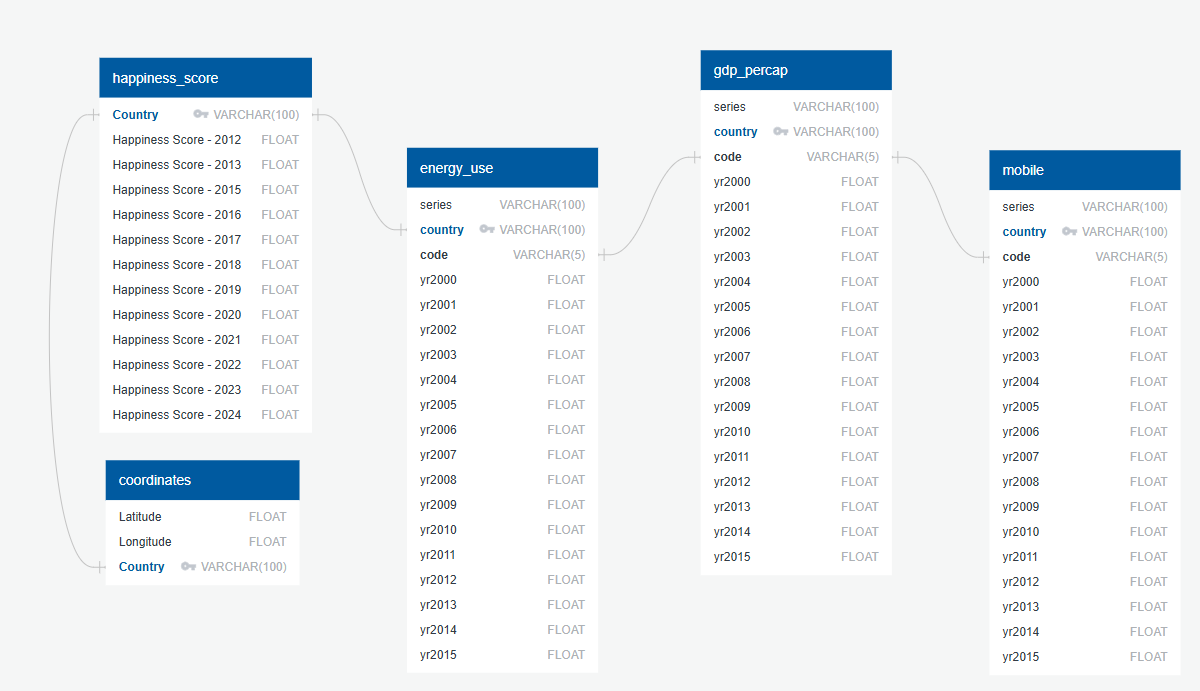 happiness_score
Country VARCHAR(100)
Happiness Score - 2012 FLOAT
Happiness Score - 2013 FLOAT
Happiness Score - 2015 FLOAT
Happiness Score - 2016 FLOAT
Happiness Score - 2017 FLOAT
Happiness Score - 2018 FLOAT
Happiness Score - 2019 FLOAT
Happiness Score - 2020 FLOAT
Happiness Score - 2021 FLOAT
Happiness Score - 2022 FLOAT
Happiness Score - 2023 FLOAT
Happiness Score - 2024 FLOAT
coordinates
Latitude FLOAT
Longitude FLOAT
Country VARCHAR(100)
energy_use
series VARCHAR(100)
country VARCHAR(100)
code VARCHAR(5)
yr2000 FLOAT
yr2001 FLOAT
yr2002 FLOAT
yr2003 FLOAT
yr2004 FLOAT
yr2005 FLOAT
yr2006 FLOAT
yr2007 FLOAT
yr2008 FLOAT
yr2009 FLOAT
yr2010 FLOAT
yr2011 FLOAT
yr2012 FLOAT
yr2013 FLOAT
yr2014 FLOAT
yr2015 FLOAT
gdp_percap
series VARCHAR(100)
country VARCHAR(100)
code VARCHAR(5)
yr2000 FLOAT
yr2001 FLOAT
yr2002 FLOAT
yr2003 FLOAT
yr2004 FLOAT
yr2005 FLOAT
yr2006 FLOAT
yr2007 FLOAT
yr2008 FLOAT
yr2009 FLOAT
yr2010 FLOAT
yr2011 FLOAT
yr2012 FLOAT
yr2013 FLOAT
yr2014 FLOAT
yr2015 FLOAT
mobile
series VARCHAR(100)
country VARCHAR(100)
code VARCHAR(5)
yr2000 FLOAT
yr2001 FLOAT
yr2002 FLOAT
yr2003 FLOAT
yr2004 FLOAT
yr2005 FLOAT
yr2006 FLOAT
yr2007 FLOAT
yr2008 FLOAT
yr2009 FLOAT
yr2010 FLOAT
yr2011 FLOAT
yr2012 FLOAT
yr2013 FLOAT
yr2014 FLOAT
yr2015 FLOAT